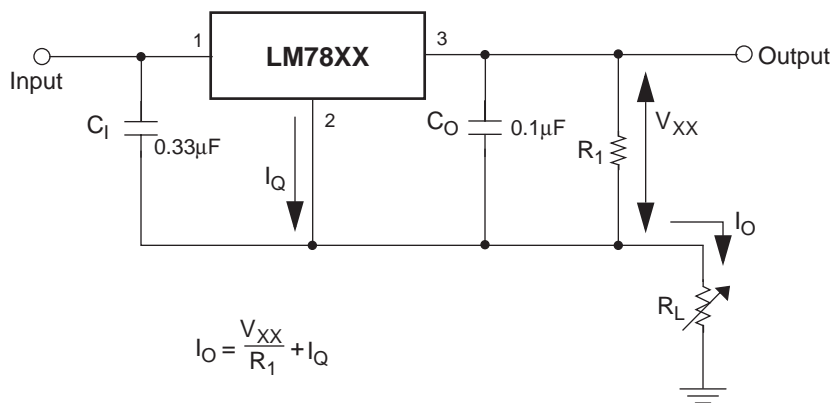 1
LM78XX
3
Input
Output
C_I
0.33μF
2
I_Q
C_O
0.1μF
R_1
V_XX
I_O
R_L
I_O = V_XX / R_1 + I_Q